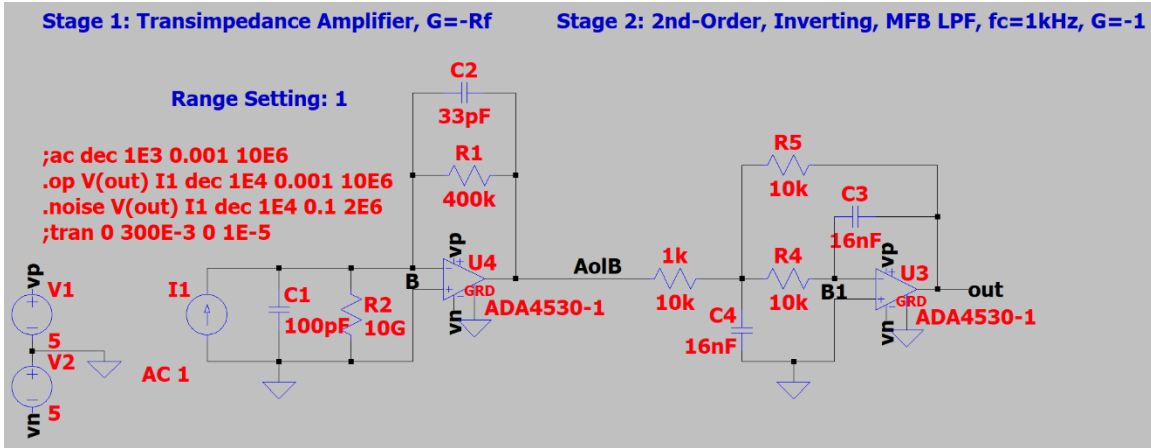 Stage 1: Transimpedance Amplifier, G=-Rf
Stage 2: 2nd-Order, Inverting, MFB LPF, fc=1kHz, G=-1
Range Setting: 1
C2
33pF
R1
400k
;ac dec 1E3 0.001 10E6
.op V(out) I1 dec 1E4 0.001 10E6
.noise V(out) I1 dec 1E4 0.1 2E6
;tran 0 300E-3 0 1E-5
R5
10k
C3
16nF
vp
V1
5
V2
5
vn
I1
AC 1
C1
100pF
R2
10G
B
vp
U4
GRD
vn
ADA4530-1
AolB
1k
10k
C4
16nF
R4
10k
B1
vp
U3
GRD
vn
ADA4530-1
out